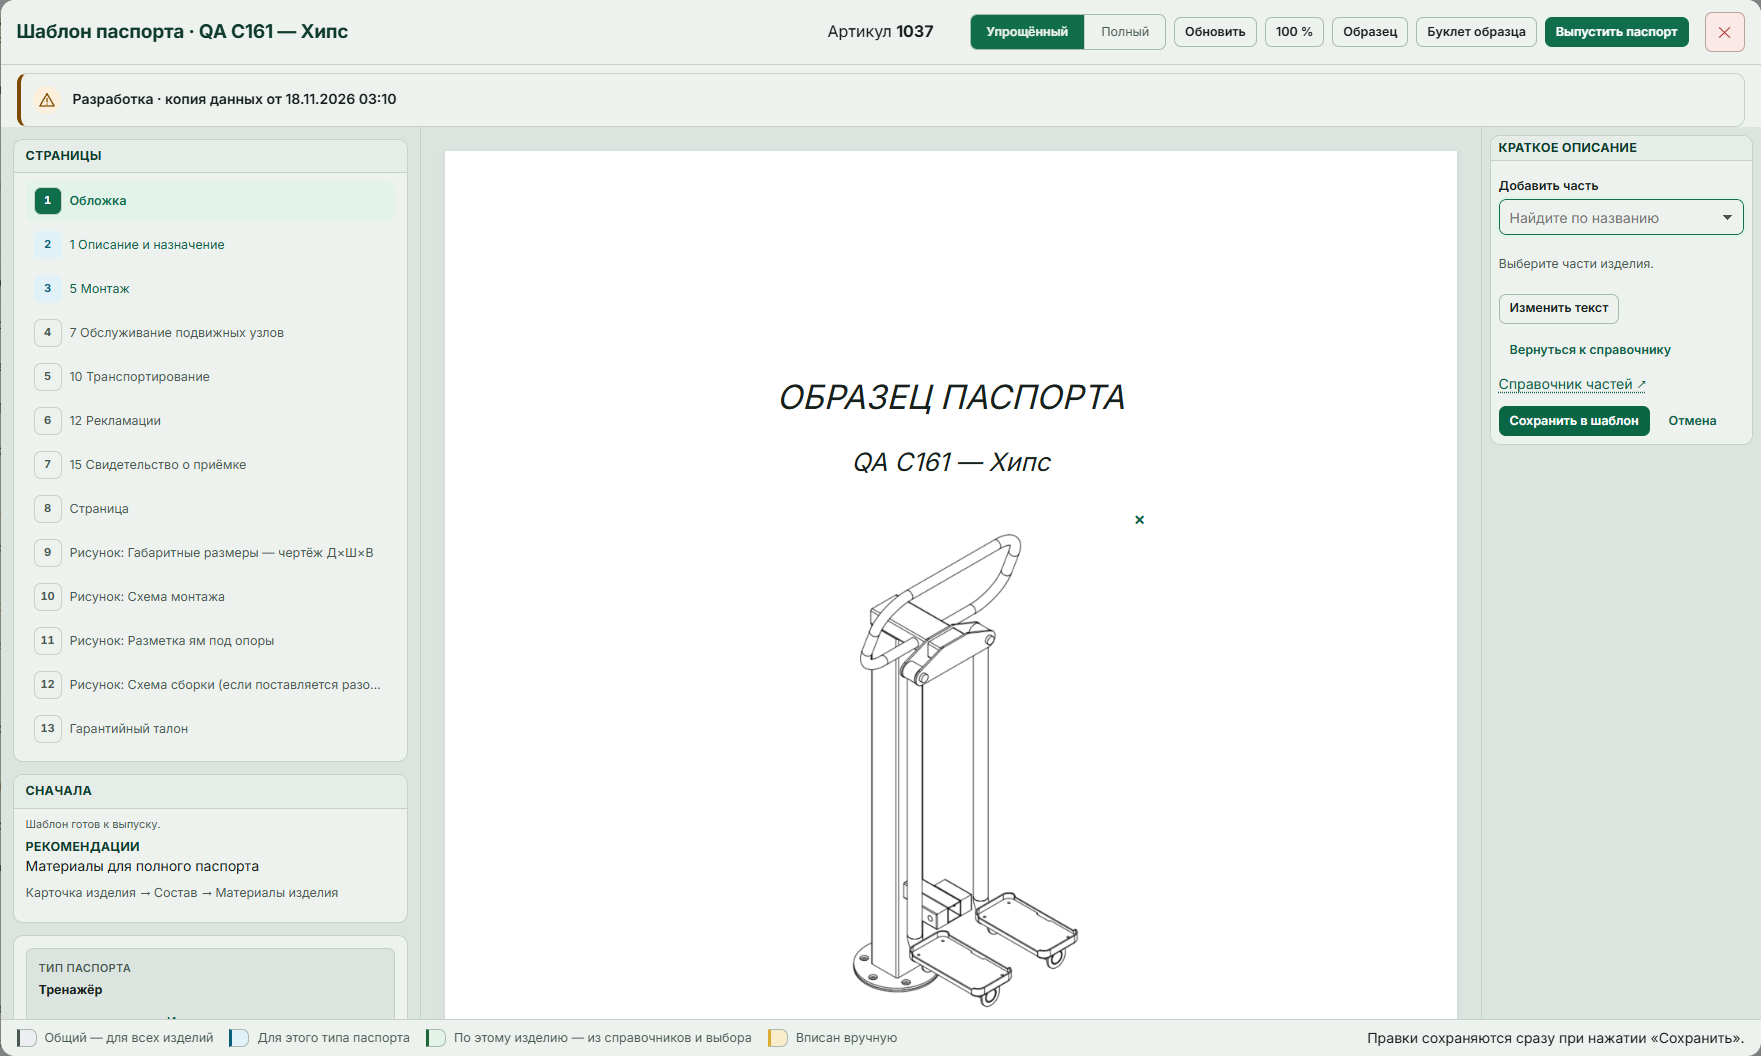 Шаблон паспорта · QA C161 — Хипс
Артикул 1037
Упрощённый
Полный
Обновить
100 %
Образец
Буклет образца
Выпустить паспорт
Разработка · копия данных от 18.11.2026 03:10
СТРАНИЦЫ
1 Обложка
2 1 Описание и назначение
3 5 Монтаж
4 7 Обслуживание подвижных узлов
5 10 Транспортирование
6 12 Рекламации
7 15 Свидетельство о приёмке
8 Страница
9 Рисунок: Габаритные размеры — чертёж Д×Ш×В
10 Рисунок: Схема монтажа
11 Рисунок: Разметка ям под опоры
12 Рисунок: Схема сборки (если поставляется разо...
13 Гарантийный талон
СНАЧАЛА
Шаблон готов к выпуску.
РЕКОМЕНДАЦИИ
Материалы для полного паспорта
Карточка изделия → Состав → Материалы изделия
ТИП ПАСПОРТА
Тренажёр
ОБРАЗЕЦ ПАСПОРТА
QA C161 — Хипс
КРАТКОЕ ОПИСАНИЕ
Добавить часть
Найдите по названию
Выберите части изделия.
Изменить текст
Вернуться к справочнику
Справочник частей ↗
Сохранить в шаблон
Отмена
Общий — для всех изделий
Для этого типа паспорта
По этому изделию — из справочников и выбора
Вписан вручную
Правки сохраняются сразу при нажатии «Сохранить».